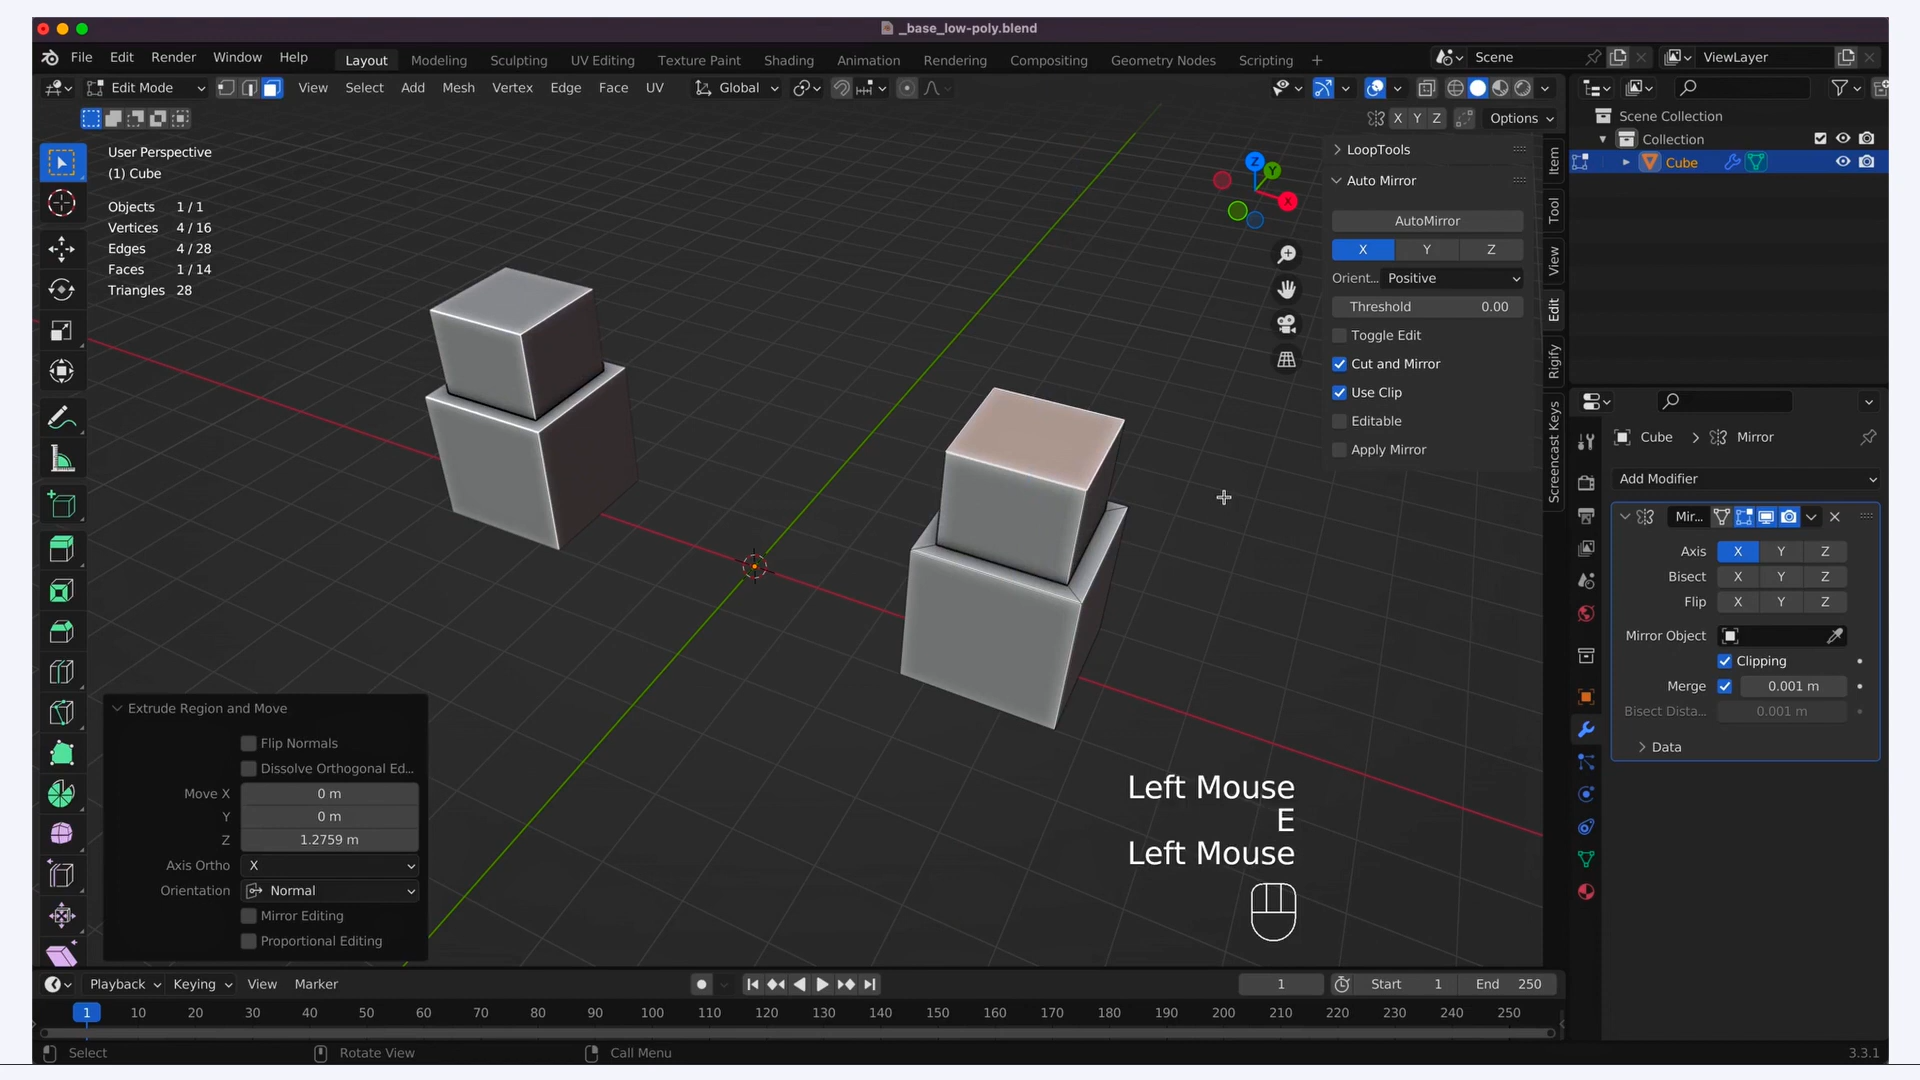 _base_low-poly.blend
File Edit Render Window Help Layout Modeling Sculpting UV Editing Texture Paint Shading Animation Rendering Compositing Geometry Nodes Scripting + Scene ViewLayer
Edit Mode View Select Add Mesh Vertex Edge Face UV Global
X Y Z Options
User Perspective
(1) Cube
Objects 1 / 1
Vertices 4 / 16
Edges 4 / 28
Faces 1 / 14
Triangles 28
Z
Y
X
LoopTools
Auto Mirror
AutoMirror
X Y Z
Orient... Positive
Threshold 0.00
Toggle Edit
Cut and Mirror
Use Clip
Editable
Apply Mirror
Item
Tool
View
Edit
Rigify
Screencast Keys
Scene Collection
Collection
Cube
Cube > Mirror
Add Modifier
Mir...
Axis X Y Z
Bisect X Y Z
Flip X Y Z
Mirror Object
Clipping
Merge 0.001 m
Bisect Dista... 0.001 m
Data
Extrude Region and Move
Flip Normals
Dissolve Orthogonal Ed...
Move X 0 m
Y 0 m
Z 1.2759 m
Axis Ortho X
Orientation Normal
Mirror Editing
Proportional Editing
Left Mouse
E
Left Mouse
Playback Keying View Marker 1 Start 1 End 250
1 10 20 30 40 50 60 70 80 90 100 110 120 130 140 150 160 170 180 190 200 210 220 230 240 250
Select Rotate View Call Menu 3.3.1